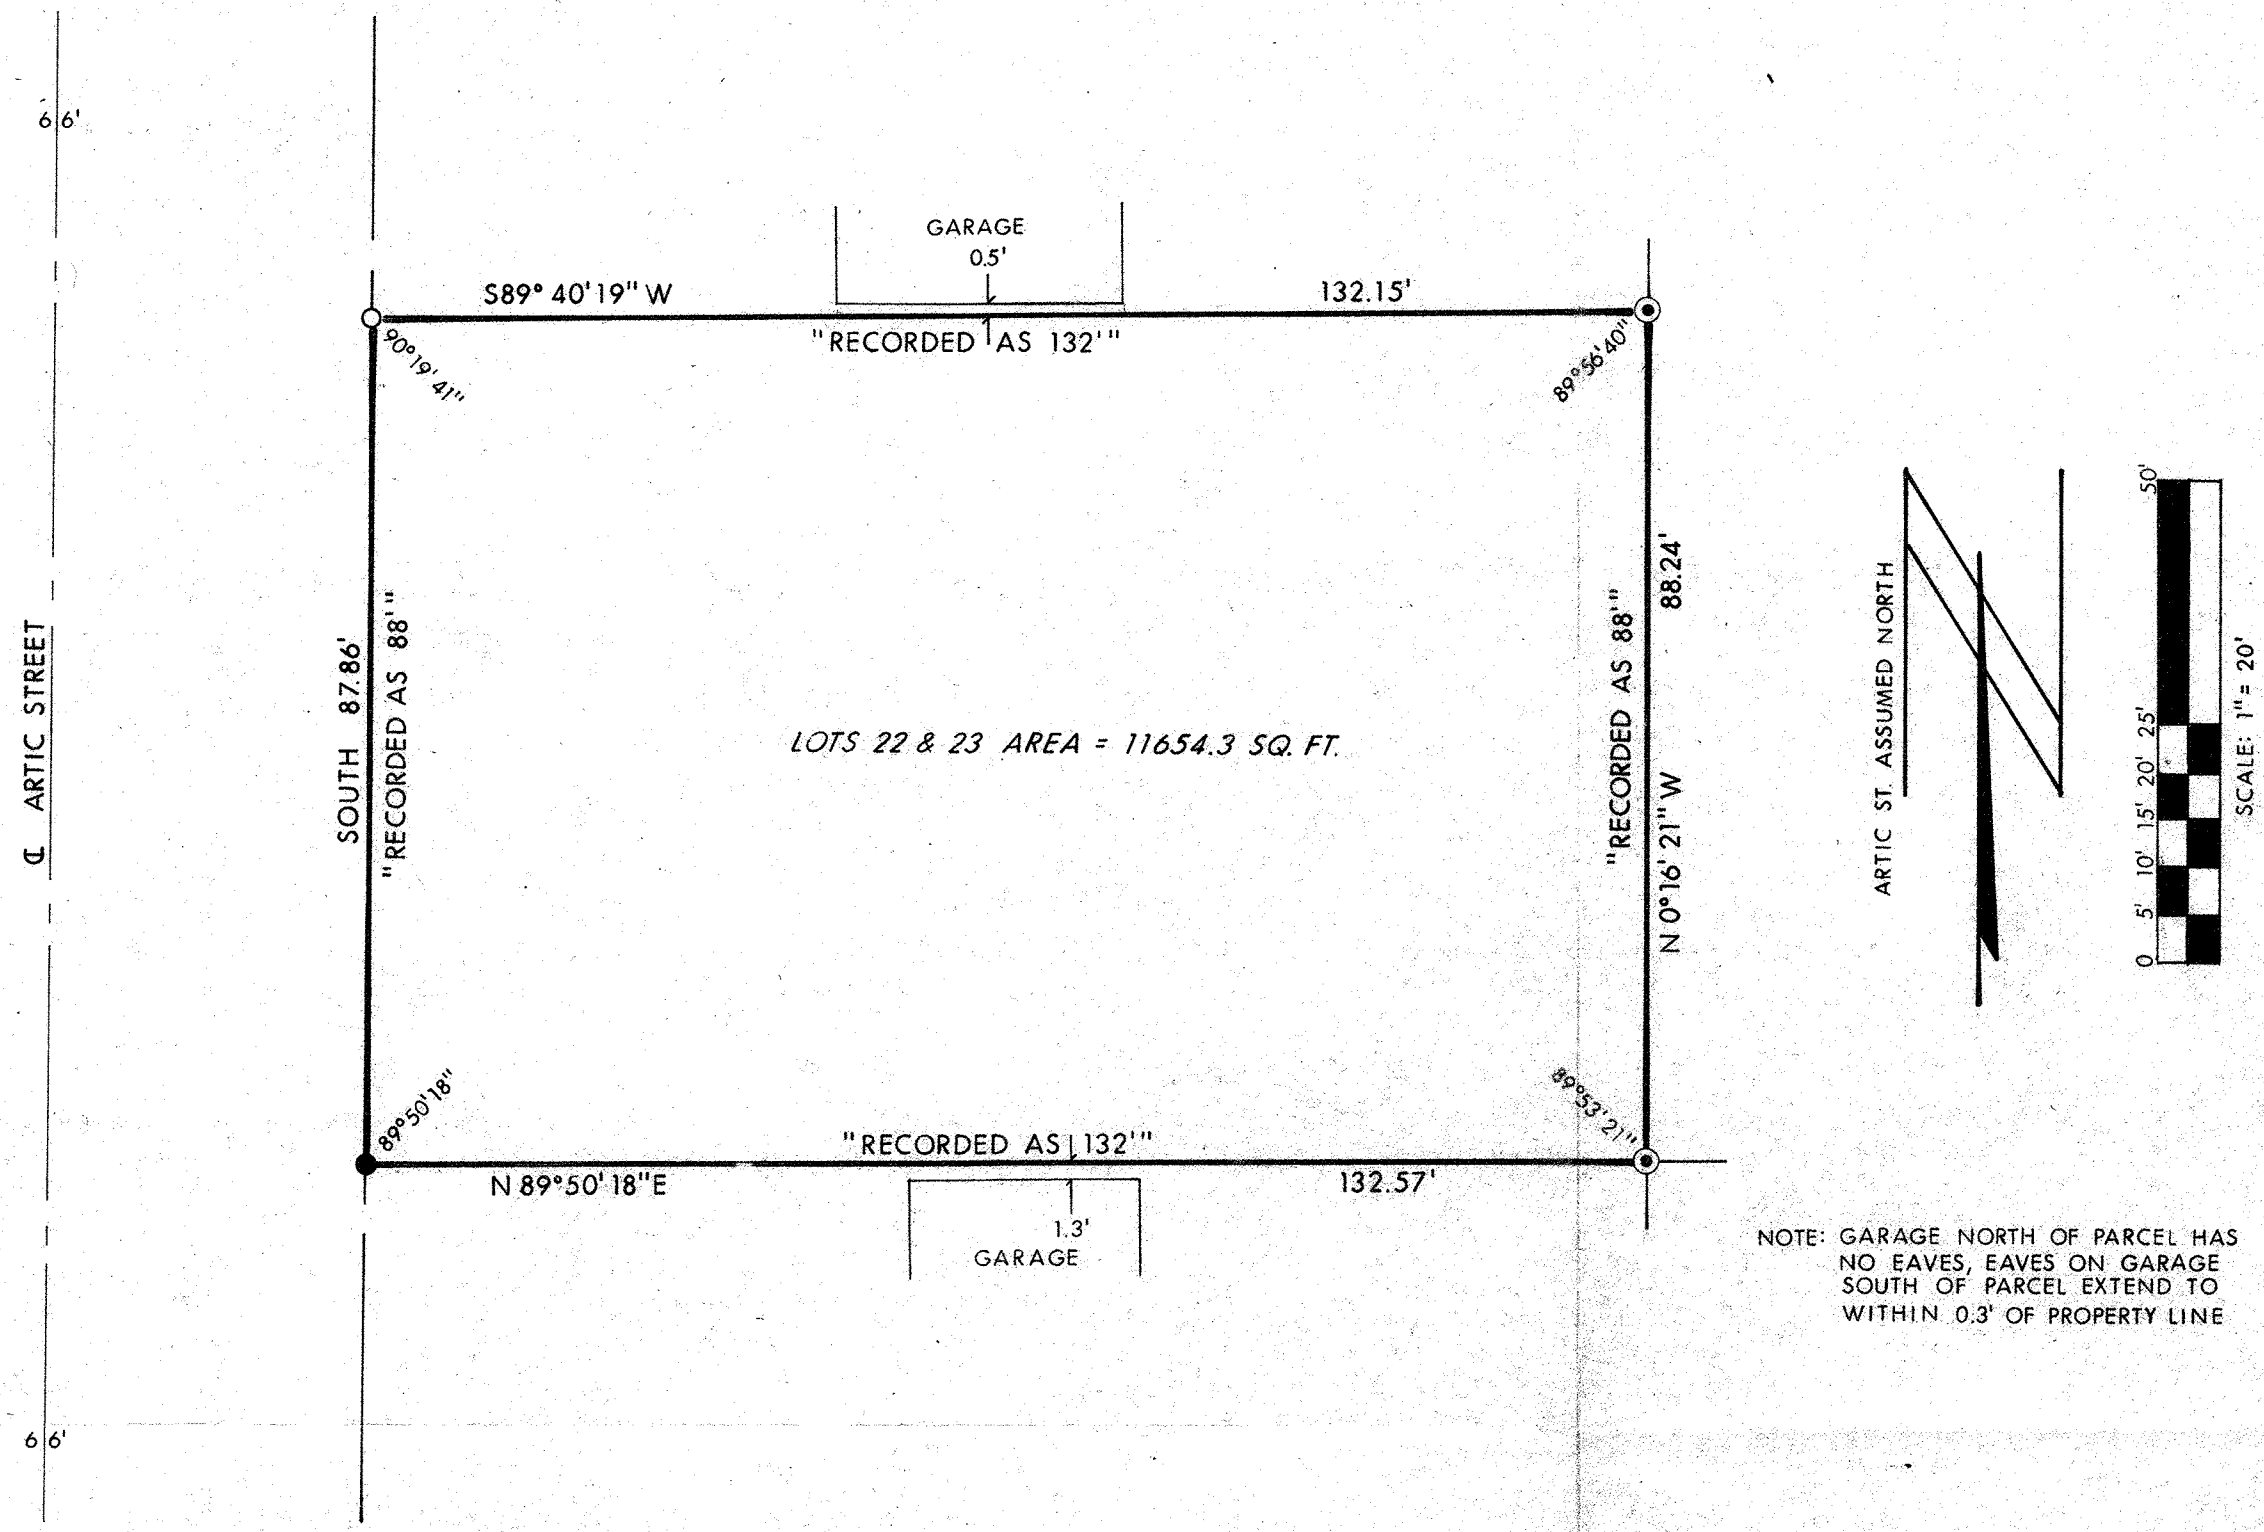 66'
GARAGE
0.5'
S89° 40' 19" W
132.15'
"RECORDED AS 132'"
90° 19' 41"
89° 56' 40"
℄ ARTIC STREET
SOUTH 87.86'
"RECORDED AS 88'"
LOTS 22 & 23 AREA = 11654.3 SQ. FT.
"RECORDED AS 88'"
N 0° 16' 21" W 88.24'
ARTIC ST. ASSUMED NORTH
0 5' 10' 15' 20' 25' 50'
SCALE: 1" = 20'
89° 50' 18"
89° 53' 21"
"RECORDED AS 132'"
N 89° 50' 18" E
132.57'
1.3'
GARAGE
NOTE: GARAGE NORTH OF PARCEL HAS
NO EAVES, EAVES ON GARAGE
SOUTH OF PARCEL EXTEND TO
WITHIN 0.3' OF PROPERTY LINE
66'